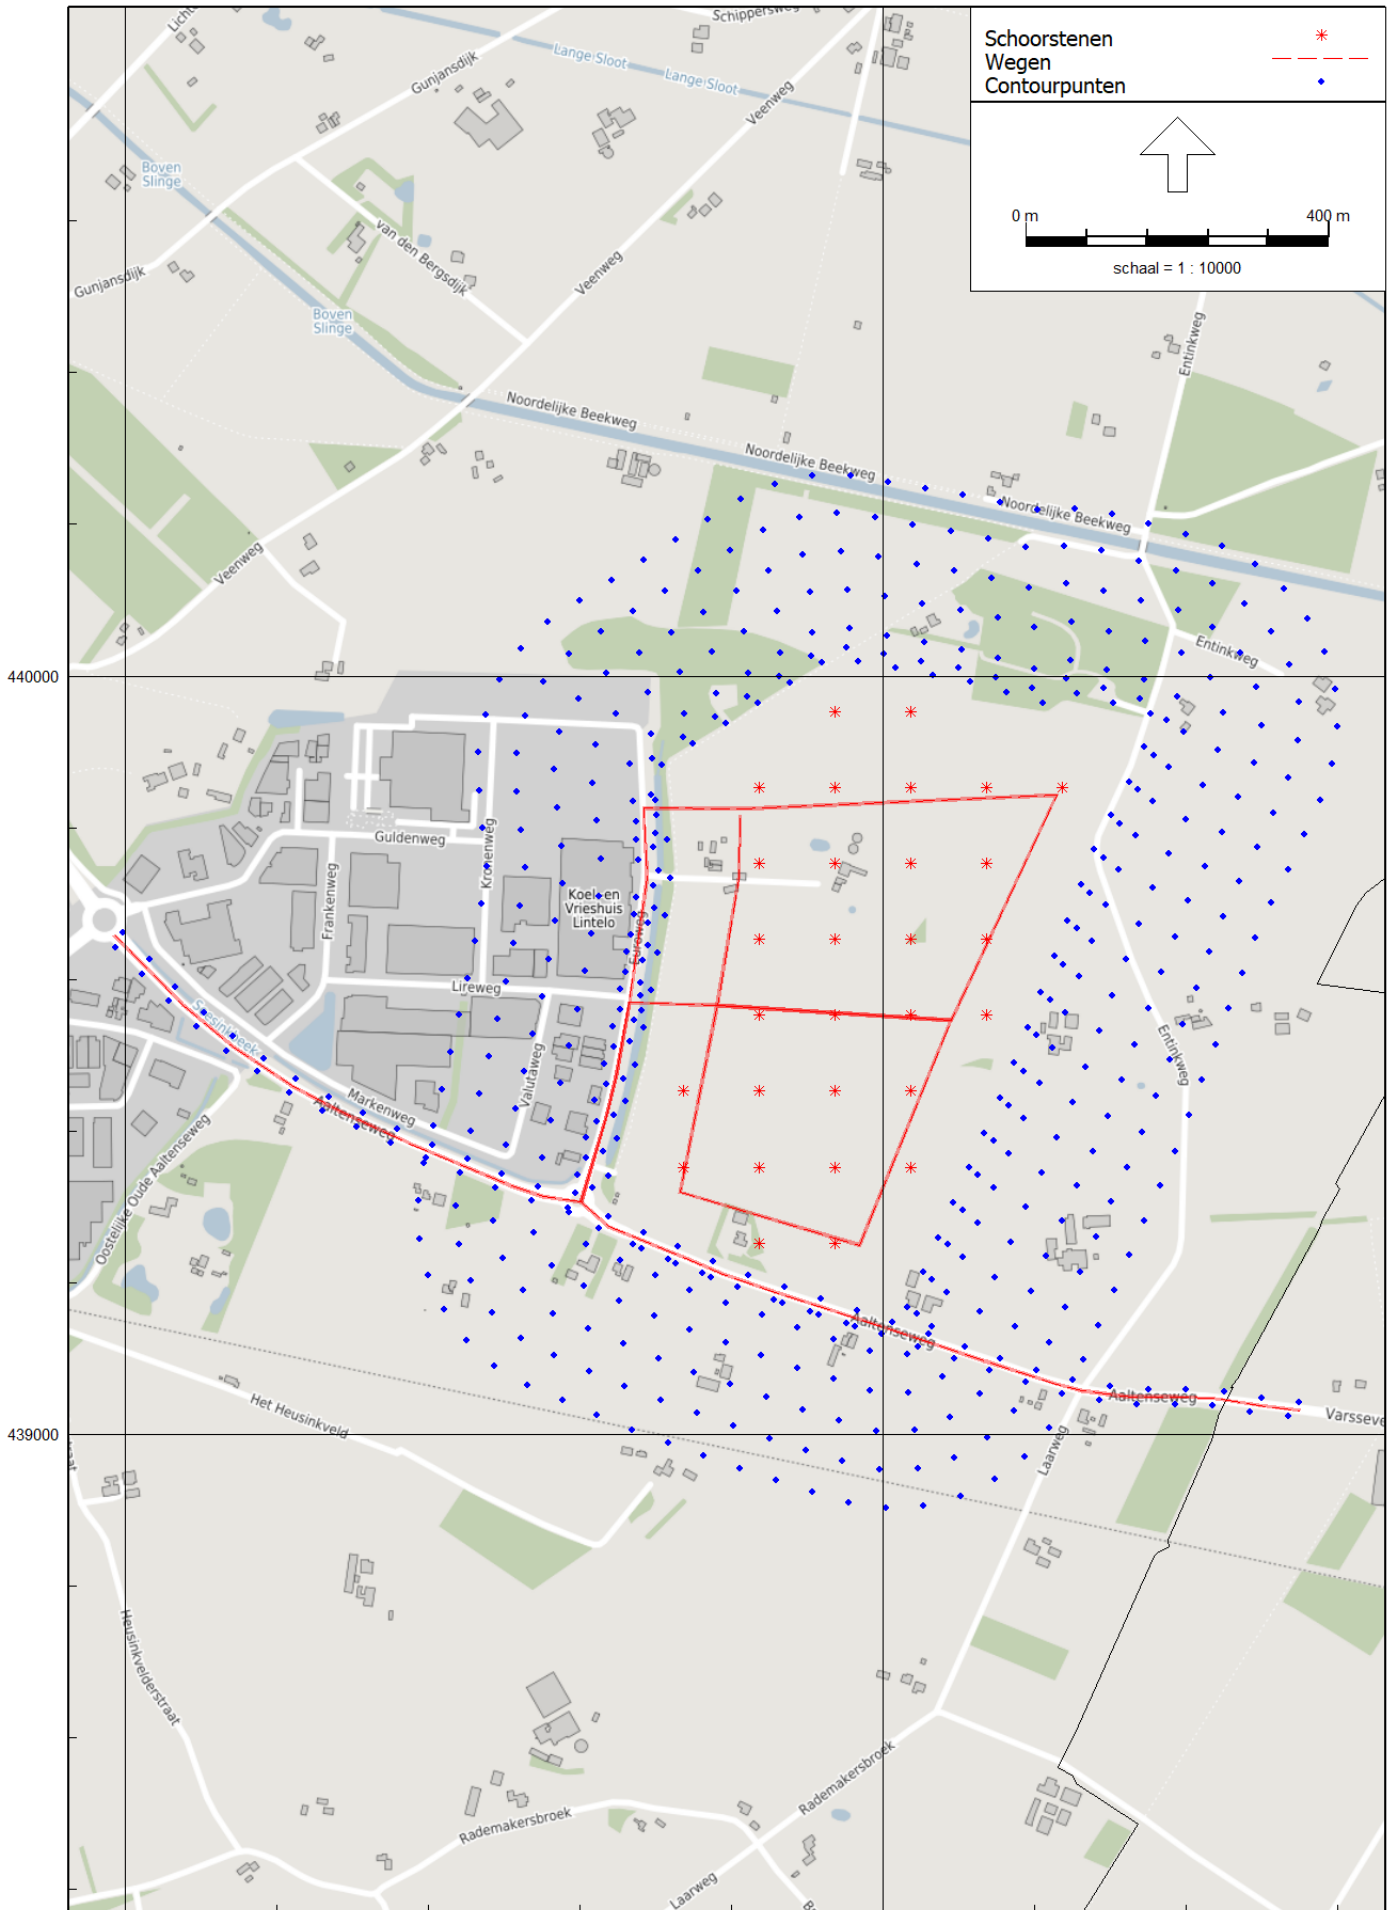 Schoorstenen
Wegen
Contourpunten
0 m
400 m
schaal = 1 : 10000
Schippersweg
Gunjansdijk
Lange Sloot
Lange Sloot
Veenweg
Boven
Slinge
van den Bergsdijk
Gunjansdijk
Veenweg
Boven
Slinge
Entinkweg
Noordelijke Beekweg
Noordelijke Beekweg
Noordelijke Beekweg
Veenweg
Entinkweg
440000
Guldenweg
Kronenweg
Frankenweg
Koel- en
Vrieshuis
Lintelo
Euroweg
Lireweg
Entinkweg
Valutaweg
Markenweg
Aaltenseweg
Oostelijke Oude Aaltenseweg
Aaltenseweg
Aaltenseweg
Varsseve
Het Heusinkveld
439000
Laarweg
Heusinkvelderstraat
Rademakersbroek
Rademakersbroek
Laarweg